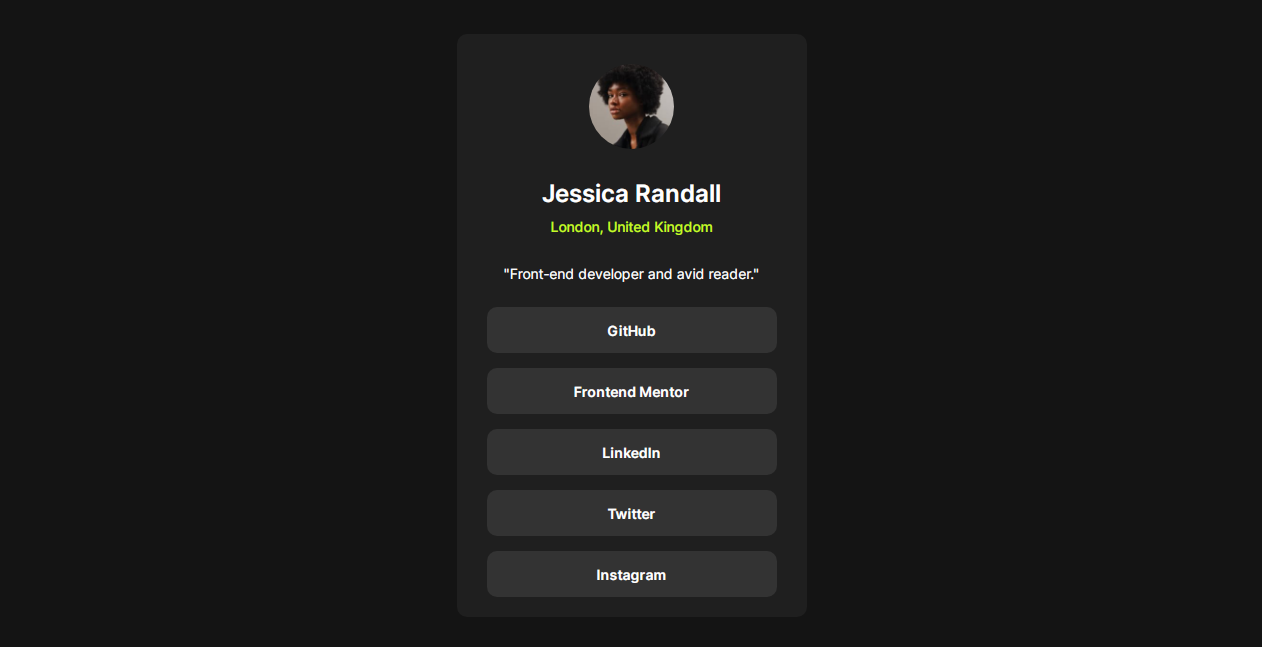 Jessica Randall
London, United Kingdom
"Front-end developer and avid reader."
GitHub
Frontend Mentor
LinkedIn
Twitter
Instagram